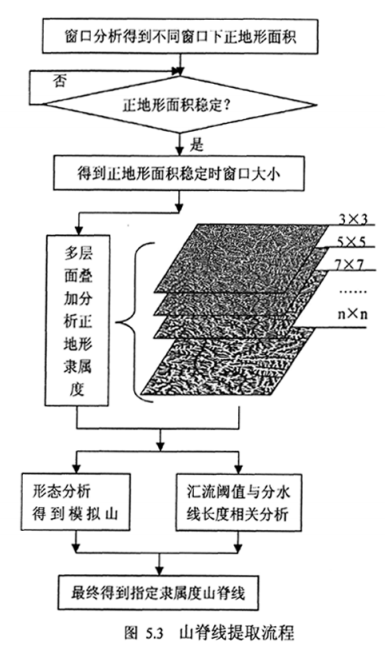 窗口分析得到不同窗口下正地形面积
否
正地形面积稳定？
是
得到正地形面积稳定时窗口大小
3×3
5×5
7×7
……
n×n
多层
面叠
加分
析正
地形
隶属
度
形态分析
得到模拟山
汇流阈值与分水
线长度相关分析
最终得到指定隶属度山脊线
图 5.3 山脊线提取流程